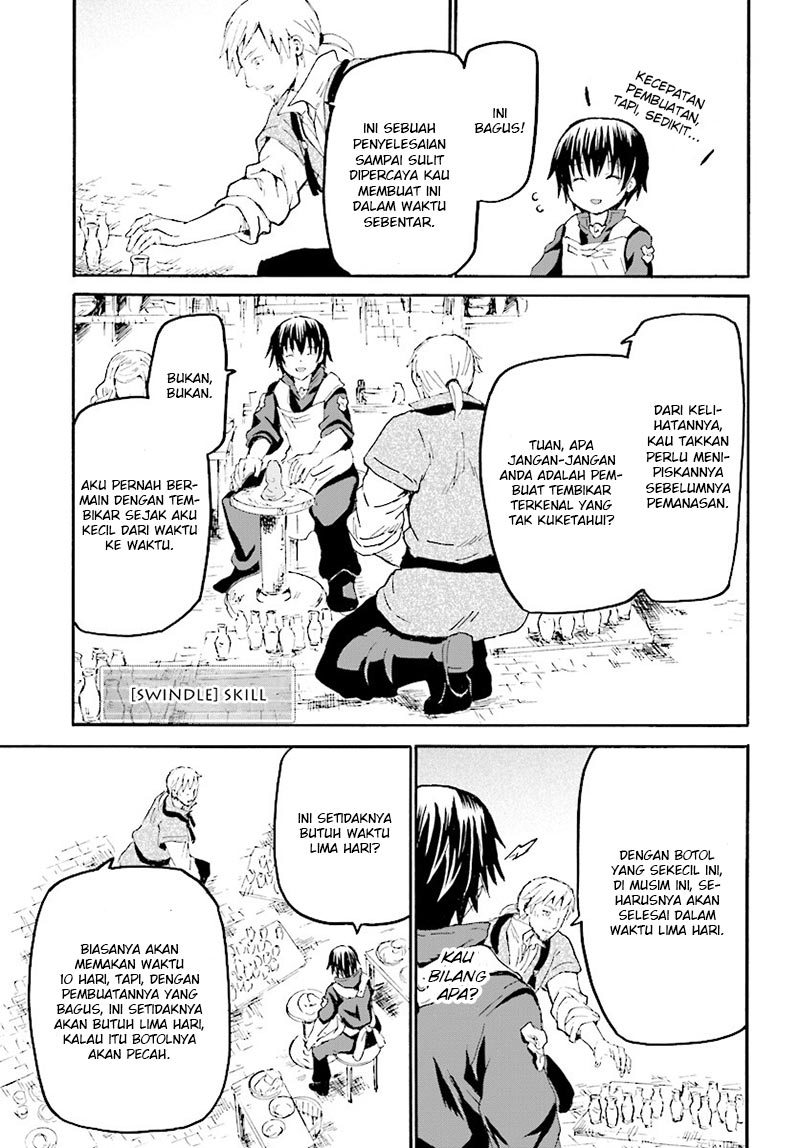 KECEPATAN
PEMBUATAN,
TAPI, SEDIKIT...
INI
BAGUS!
INI SEBUAH
PENYELESAIAN
SAMPAI SULIT
DIPERCAYA KAU
MEMBUAT INI
DALAM WAKTU
SEBENTAR.
DARI KELI-
HATANNYA,
KAU TAKKAN
PERLU MENI-
PISKANNYA
SEBELUMNYA
PEMANASAN.
TUAN, APA
JANGAN-JANGAN
ANDA ADALAH PEM-
BUAT TEMBIKAR
TERKENAL YANG
TAK KUKETAHUI?
BUKAN,
BUKAN.
AKU PERNAH BER-
MAIN DENGAN TEM-
BIKAR SEJAK AKU
KECIL DARI WAKTU
KE WAKTU.
[SWINDLE] SKILL
DENGAN BOTOL
YANG SEKECIL INI,
DI MUSIM INI, SE-
HARUSNYA AKAN
SELESAI DALAM
WAKTU LIMA HARI.
KAU
BILANG
APA?
INI SETIDAKNYA
BUTUH WAKTU
LIMA HARI?
BIASANYA AKAN
MEMAKAN WAKTU
10 HARI, TAPI, DENGAN
PEMBUATANNYA YANG
BAGUS, INI SETIDAKNYA
AKAN BUTUH LIMA HARI,
KALAU ITU BOTOLNYA
AKAN PECAH.